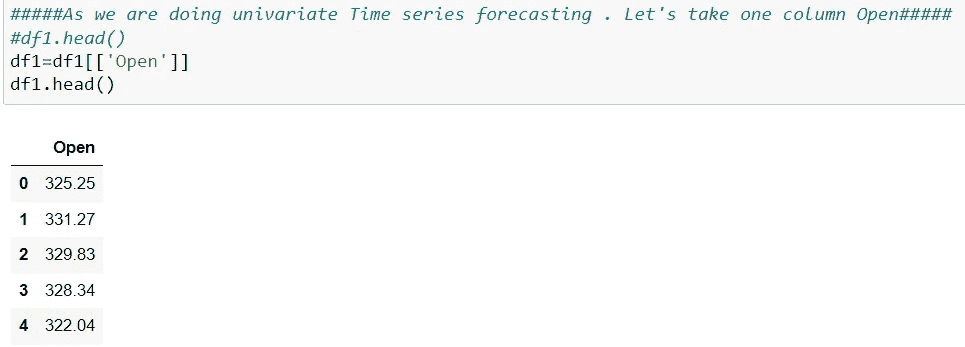 #####As we are doing univariate Time series forecasting . Let's take one column Open#####
#df1.head()
df1=df1[['Open']]
df1.head()
Open
0 325.25
1 331.27
2 329.83
3 328.34
4 322.04